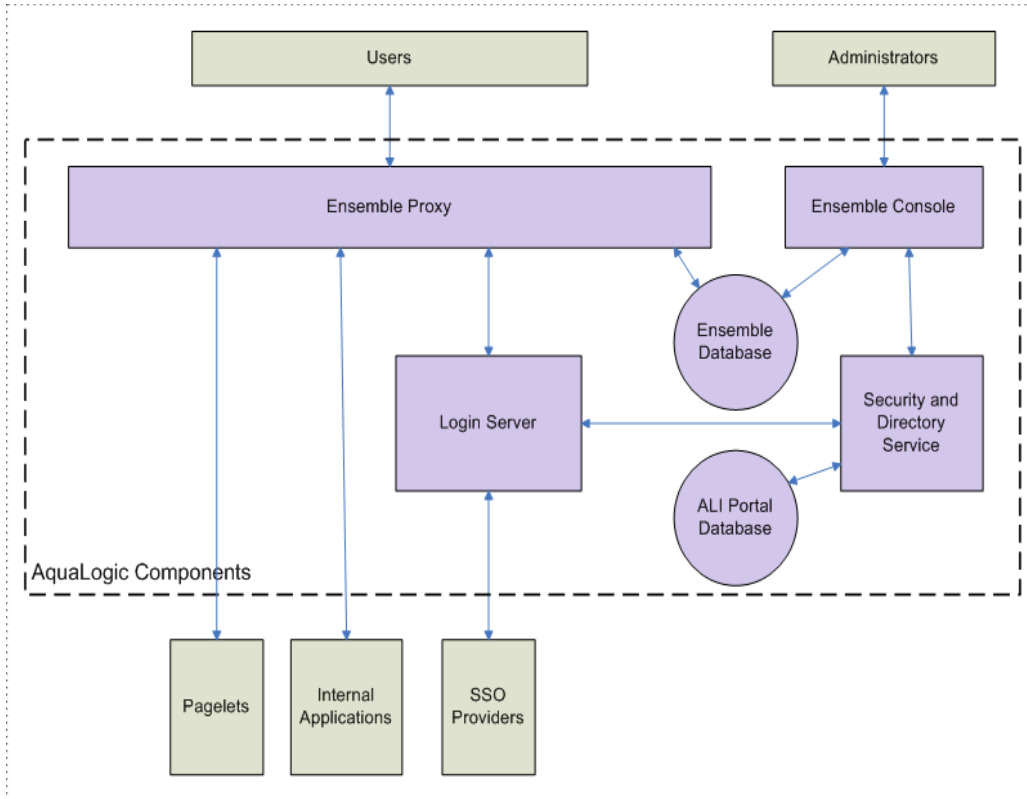 Users
Administrators
Ensemble Proxy
Ensemble Console
Ensemble
Database
Login Server
Security and
Directory
Service
ALI Portal
Database
AquaLogic Components
Pagelets
Internal
Applications
SSO
Providers